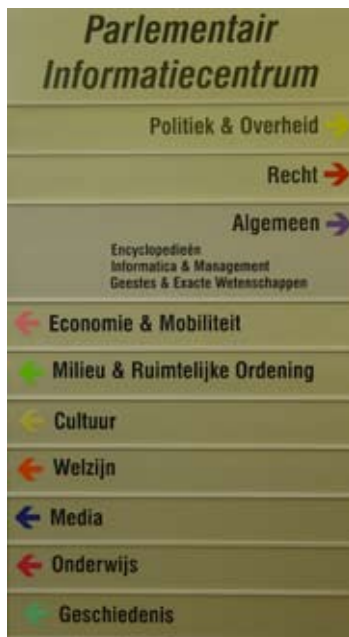 Parlementair
Informatiecentrum
Politiek & Overheid
Recht
Algemeen
Encyclopedieën
Informatica & Management
Geestes & Exacte Wetenschappen
Economie & Mobiliteit
Milieu & Ruimtelijke Ordening
Cultuur
Welzijn
Media
Onderwijs
Geschiedenis